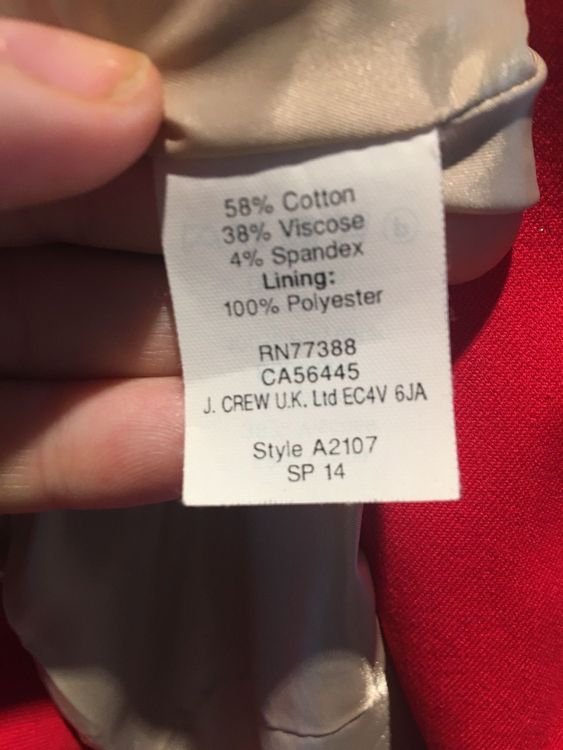 58% Cotton
38% Viscose
4% Spandex
Lining:
100% Polyester
RN77388
CA56445
J. CREW U.K. Ltd EC4V 6JA
Style A2107
SP 14